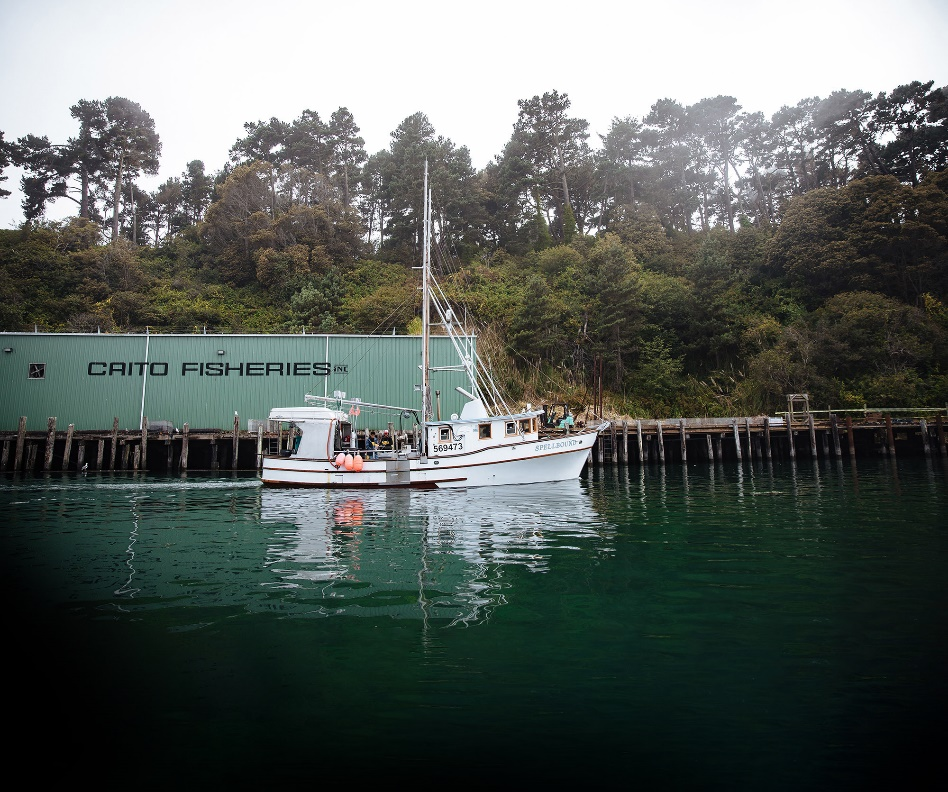 CAITO FISHERIES INC
569473
SPELLBOUND